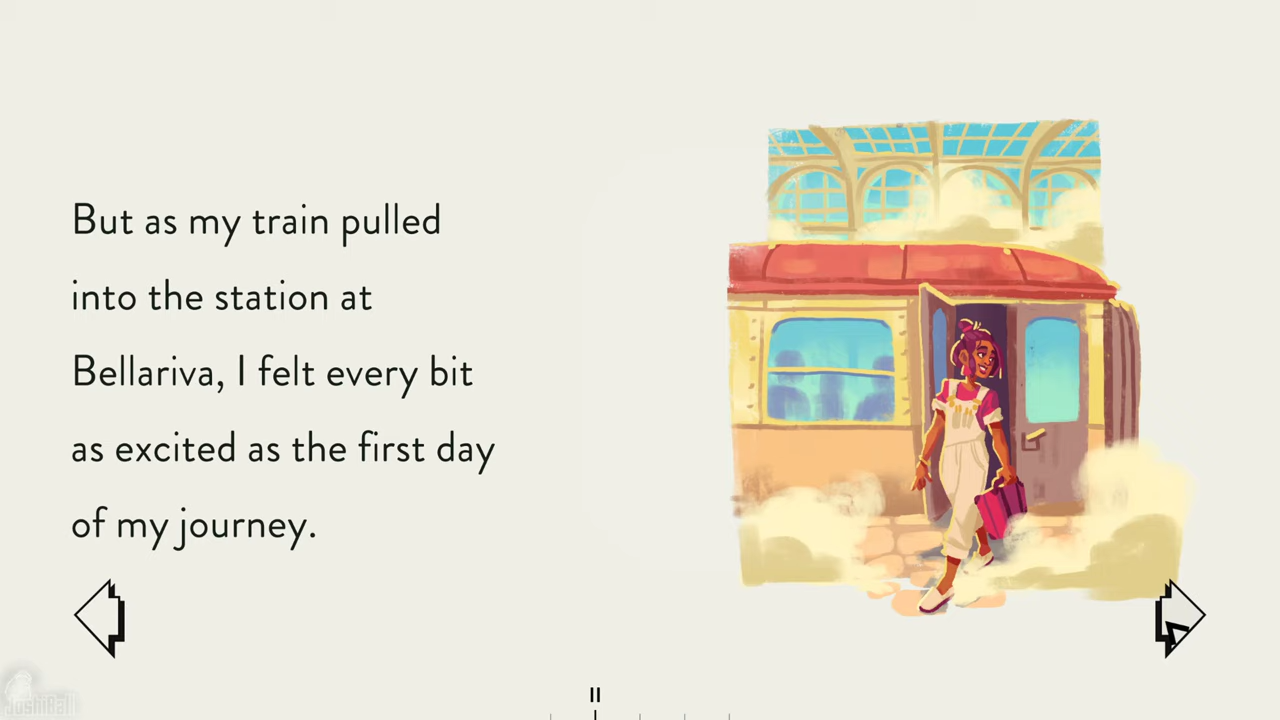 But as my train pulled
into the station at
Bellariva, I felt every bit
as excited as the first day
of my journey.
II